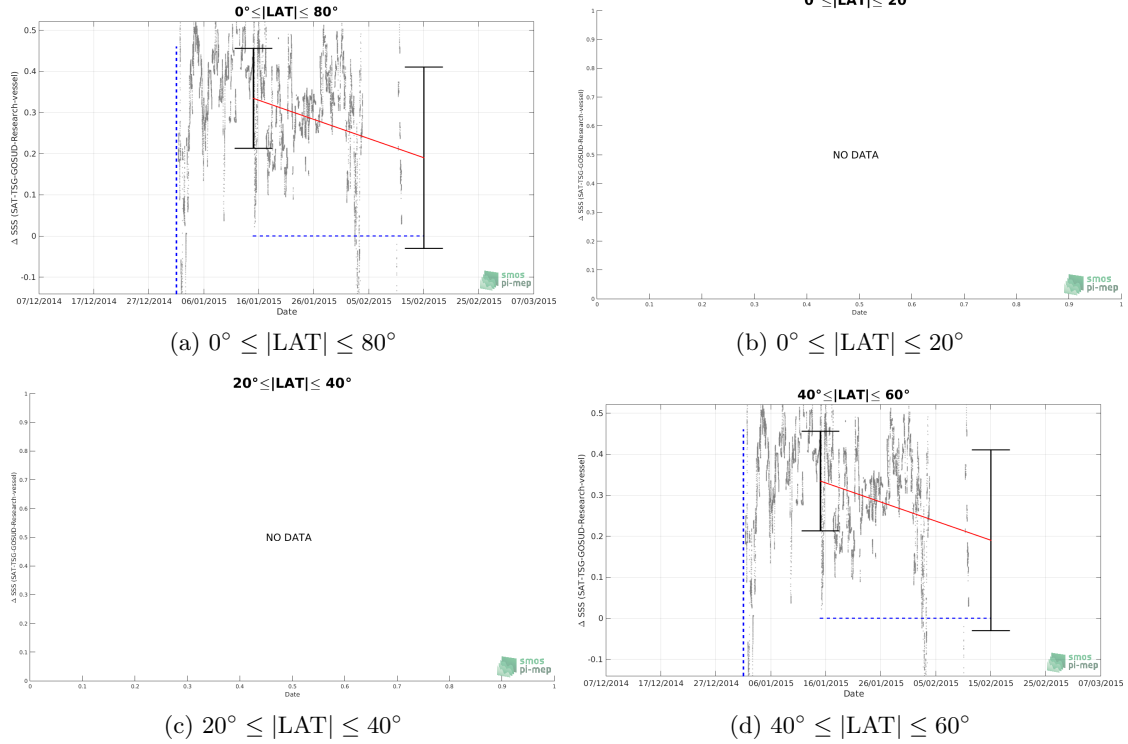 0°≤|LAT|≤ 80°
Δ SSS (SAT-TSG-GOSUD-Research-vessel)
0.5
0.4
0.3
0.2
0.1
0
-0.1
07/12/2014 17/12/2014 27/12/2014 06/01/2015 16/01/2015 26/01/2015 05/02/2015 15/02/2015 25/02/2015 07/03/2015
Date
smos
pi-mep
(a) 0° ≤ |LAT| ≤ 80°
0°≤|LAT|≤ 20°
Δ SSS (SAT-TSG-GOSUD-Research-vessel)
1
0.9
0.8
0.7
0.6
0.5
0.4
0.3
0.2
0.1
0
NO DATA
0 0.1 0.2 0.3 0.4 0.5 0.6 0.7 0.8 0.9 1
Date
smos
pi-mep
(b) 0° ≤ |LAT| ≤ 20°
20°≤|LAT|≤ 40°
Δ SSS (SAT-TSG-GOSUD-Research-vessel)
1
0.9
0.8
0.7
0.6
0.5
0.4
0.3
0.2
0.1
0
NO DATA
0 0.1 0.2 0.3 0.4 0.5 0.6 0.7 0.8 0.9 1
Date
smos
pi-mep
(c) 20° ≤ |LAT| ≤ 40°
40°≤|LAT|≤ 60°
Δ SSS (SAT-TSG-GOSUD-Research-vessel)
0.5
0.4
0.3
0.2
0.1
0
-0.1
07/12/2014 17/12/2014 27/12/2014 06/01/2015 16/01/2015 26/01/2015 05/02/2015 15/02/2015 25/02/2015 07/03/2015
Date
smos
pi-mep
(d) 40° ≤ |LAT| ≤ 60°